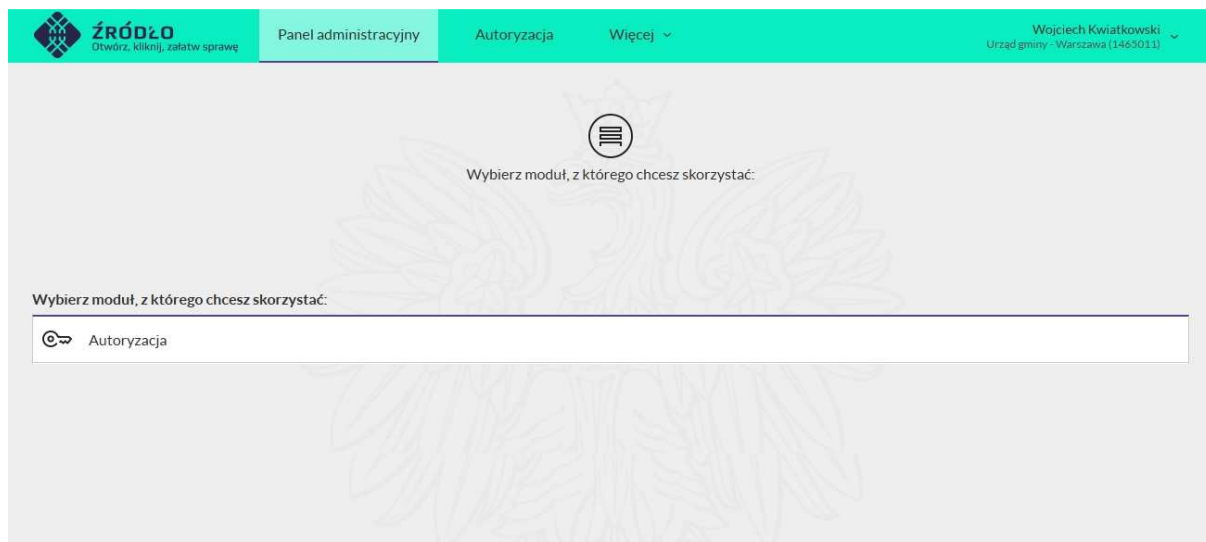 ŹRÓDŁO
Otwórz, kliknij, załatw sprawę
Panel administracyjny
Autoryzacja
Więcej
Wojciech Kwiatkowski
Urząd gminy - Warszawa (1465011)
Wybierz moduł, z którego chcesz skorzystać:
Wybierz moduł, z którego chcesz skorzystać:
Autoryzacja